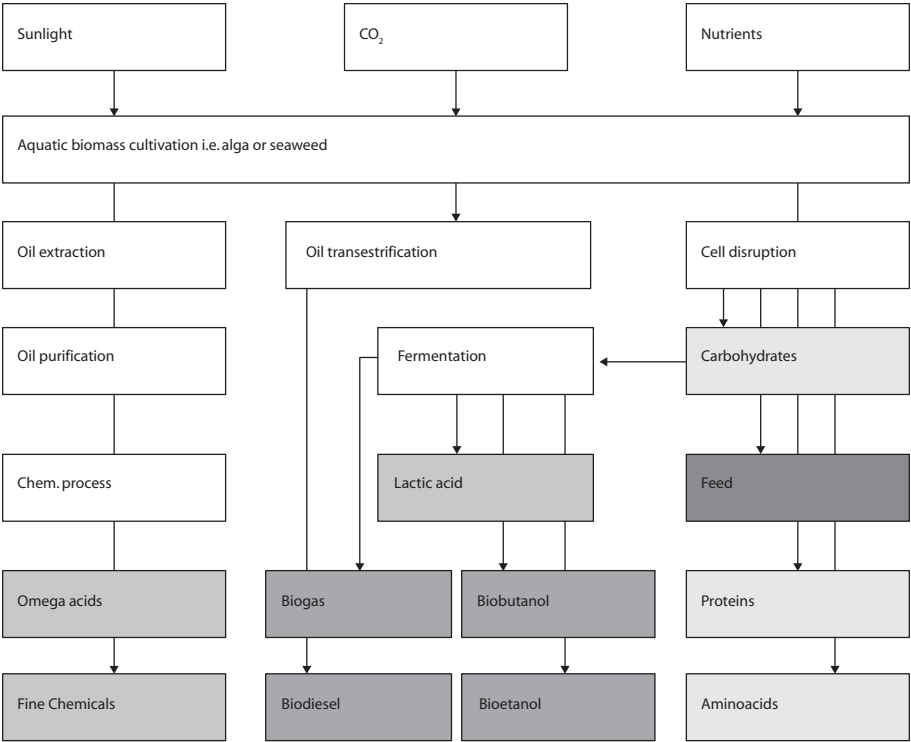 Sunlight
CO2
Nutrients
Aquatic biomass cultivation i.e. alga or seaweed
Oil extraction
Oil transestrification
Cell disruption
Oil purification
Fermentation
Carbohydrates
Chem. process
Lactic acid
Feed
Omega acids
Biogas
Biobutanol
Proteins
Fine Chemicals
Biodiesel
Bioetanol
Aminoacids